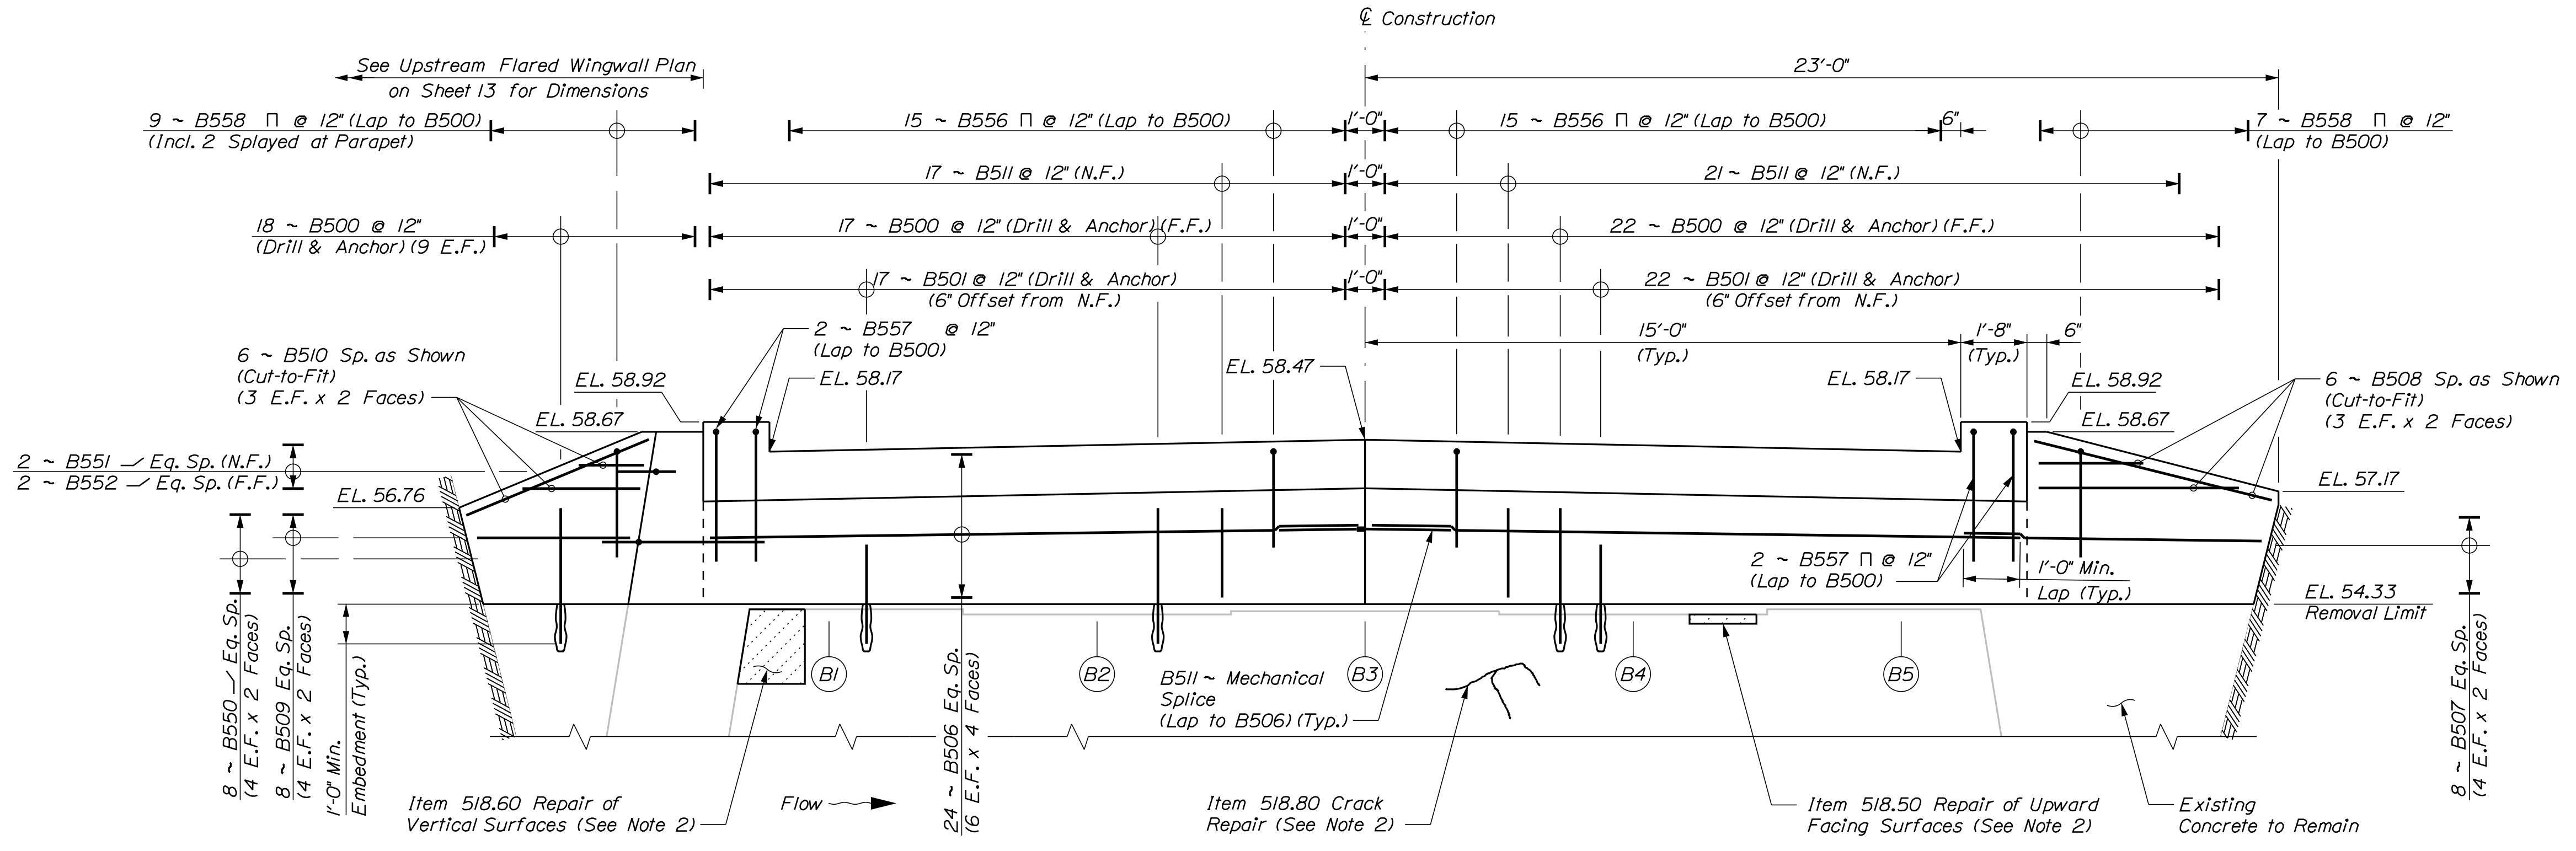 ℄ Construction
See Upstream Flared Wingwall Plan
on Sheet 13 for Dimensions
23'-0"
9 ~ B558 ⊓ @ 12" (Lap to B500)
(Incl. 2 Splayed at Parapet)
15 ~ B556 ⊓ @ 12" (Lap to B500)
1'-0"
15 ~ B556 ⊓ @ 12" (Lap to B500)
6"
7 ~ B558 ⊓ @ 12"
(Lap to B500)
17 ~ B511 @ 12" (N.F.)
1'-0"
21 ~ B511 @ 12" (N.F.)
18 ~ B500 @ 12"
(Drill & Anchor) (9 E.F.)
17 ~ B500 @ 12" (Drill & Anchor) (F.F.)
1'-0"
22 ~ B500 @ 12" (Drill & Anchor) (F.F.)
17 ~ B501 @ 12" (Drill & Anchor)
(6" Offset from N.F.)
1'-0"
22 ~ B501 @ 12" (Drill & Anchor)
(6" Offset from N.F.)
2 ~ B557 @ 12"
(Lap to B500)
15'-0"
(Typ.)
1'-8"
(Typ.)
6"
6 ~ B510 Sp. as Shown
(Cut-to-Fit)
(3 E.F. x 2 Faces)
EL. 58.92
EL. 58.17
EL. 58.47
EL. 58.17
EL. 58.92
6 ~ B508 Sp. as Shown
(Cut-to-Fit)
(3 E.F. x 2 Faces)
EL. 58.67
EL. 58.67
2 ~ B551 Eq. Sp. (N.F.)
2 ~ B552 Eq. Sp. (F.F.)
EL. 56.76
EL. 57.17
2 ~ B557 ⊓ @ 12"
(Lap to B500)
1'-0" Min.
Lap (Typ.)
EL. 54.33
Removal Limit
8 ~ B550 Eq. Sp.
(4 E.F. x 2 Faces)
8 ~ B509 Eq. Sp.
(4 E.F. x 2 Faces)
1'-0" Min.
Embedment (Typ.)
24 ~ B506 Eq. Sp.
(6 E.F. x 4 Faces)
8 ~ B507 Eq. Sp.
(4 E.F. x 2 Faces)
B1
B2
B3
B4
B5
B511 ~ Mechanical
Splice
(Lap to B506) (Typ.)
Item 518.60 Repair of
Vertical Surfaces (See Note 2)
Flow
Item 518.80 Crack
Repair (See Note 2)
Item 518.50 Repair of Upward
Facing Surfaces (See Note 2)
Existing
Concrete to Remain